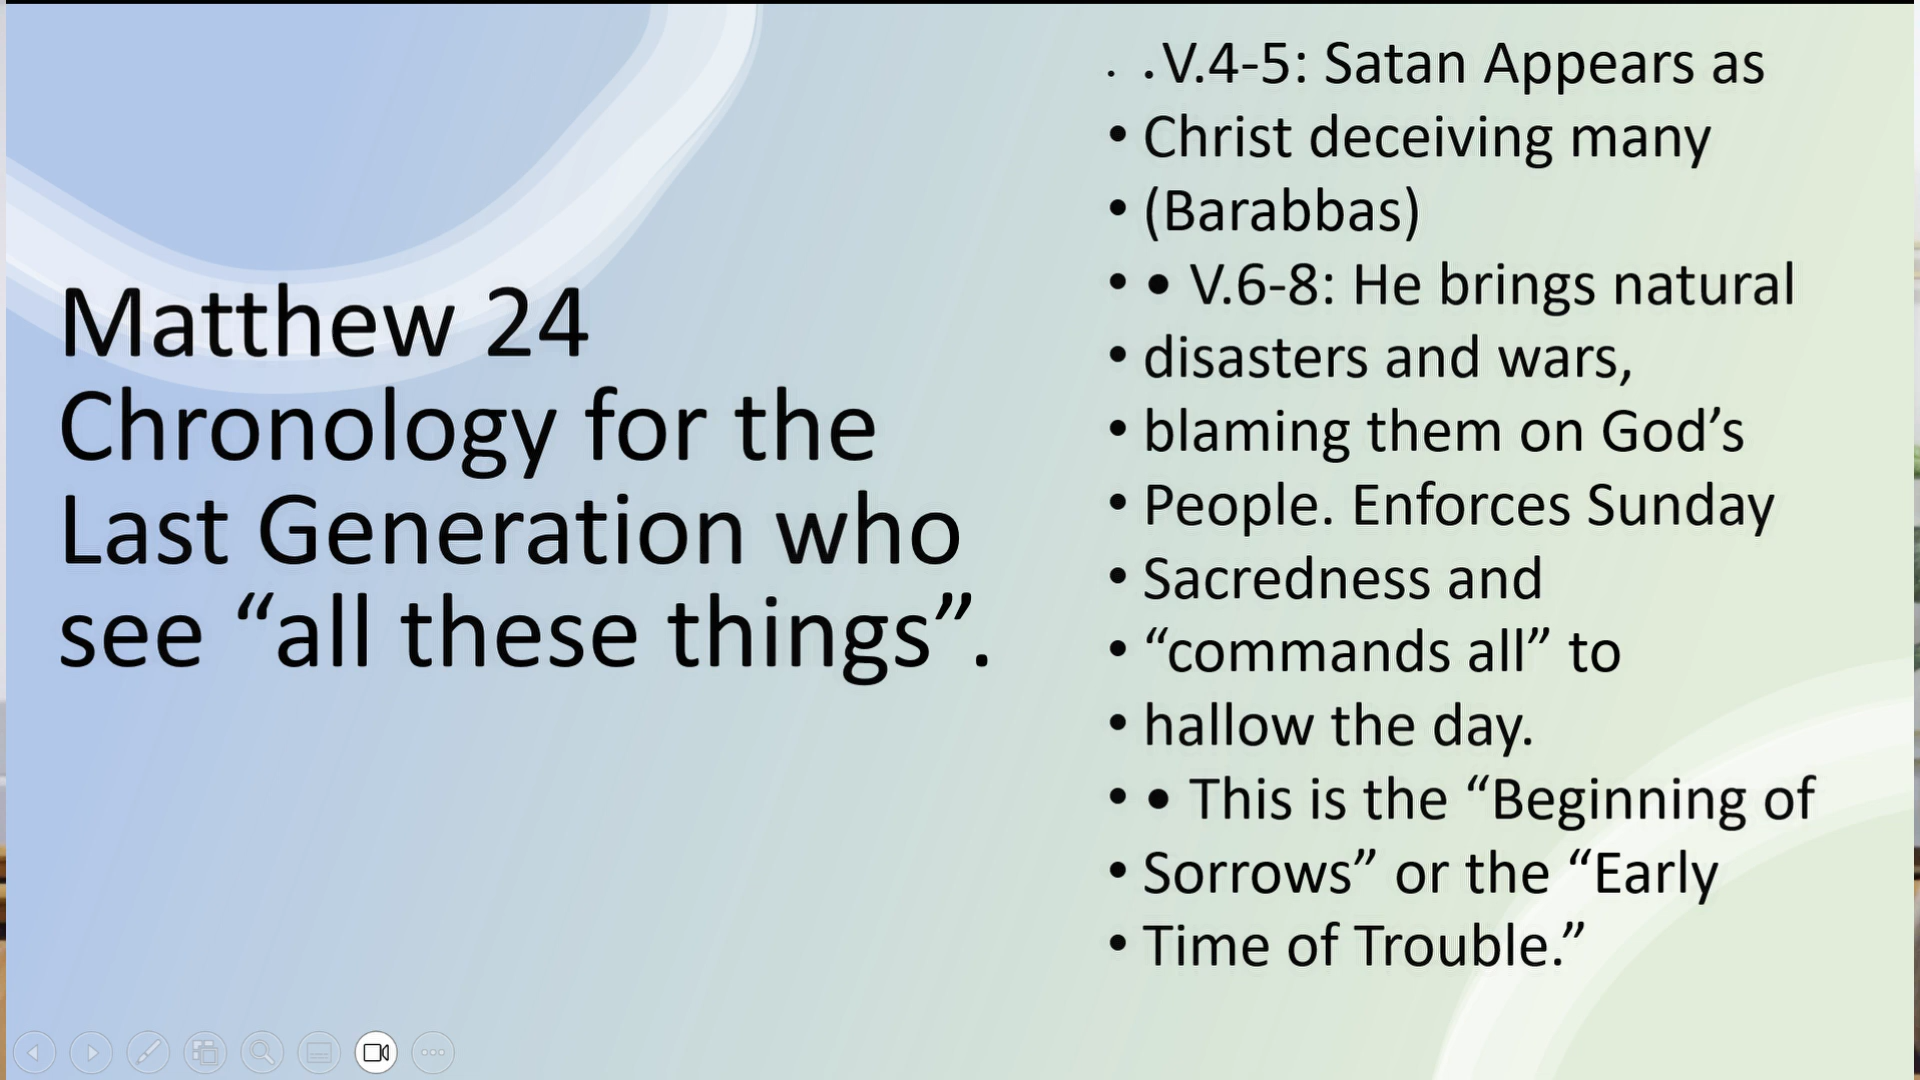 Matthew 24
Chronology for the
Last Generation who
see “all these things”.
• •V.4-5: Satan Appears as
• Christ deceiving many
• (Barabbas)
• • V.6-8: He brings natural
• disasters and wars,
• blaming them on God’s
• People. Enforces Sunday
• Sacredness and
• “commands all” to
• hallow the day.
• • This is the “Beginning of
• Sorrows” or the “Early
• Time of Trouble.”